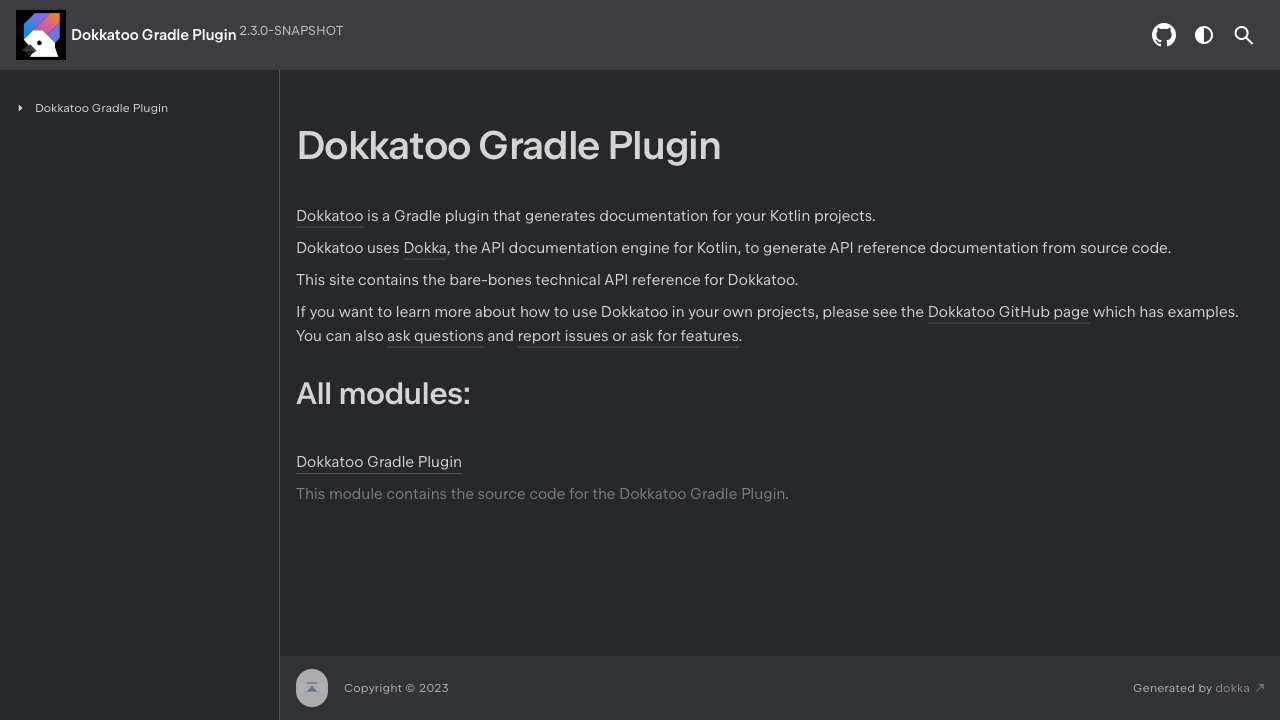 Dokkatoo Gradle Plugin 2.3.0-SNAPSHOT
Dokkatoo Gradle Plugin
Dokkatoo Gradle Plugin
Dokkatoo is a Gradle plugin that generates documentation for your Kotlin projects.
Dokkatoo uses Dokka, the API documentation engine for Kotlin, to generate API reference documentation from source code.
This site contains the bare-bones technical API reference for Dokkatoo.
If you want to learn more about how to use Dokkatoo in your own projects, please see the Dokkatoo GitHub page which has examples.
You can also ask questions and report issues or ask for features.
All modules:
Dokkatoo Gradle Plugin
This module contains the source code for the Dokkatoo Gradle Plugin.
Copyright © 2023
Generated by dokka